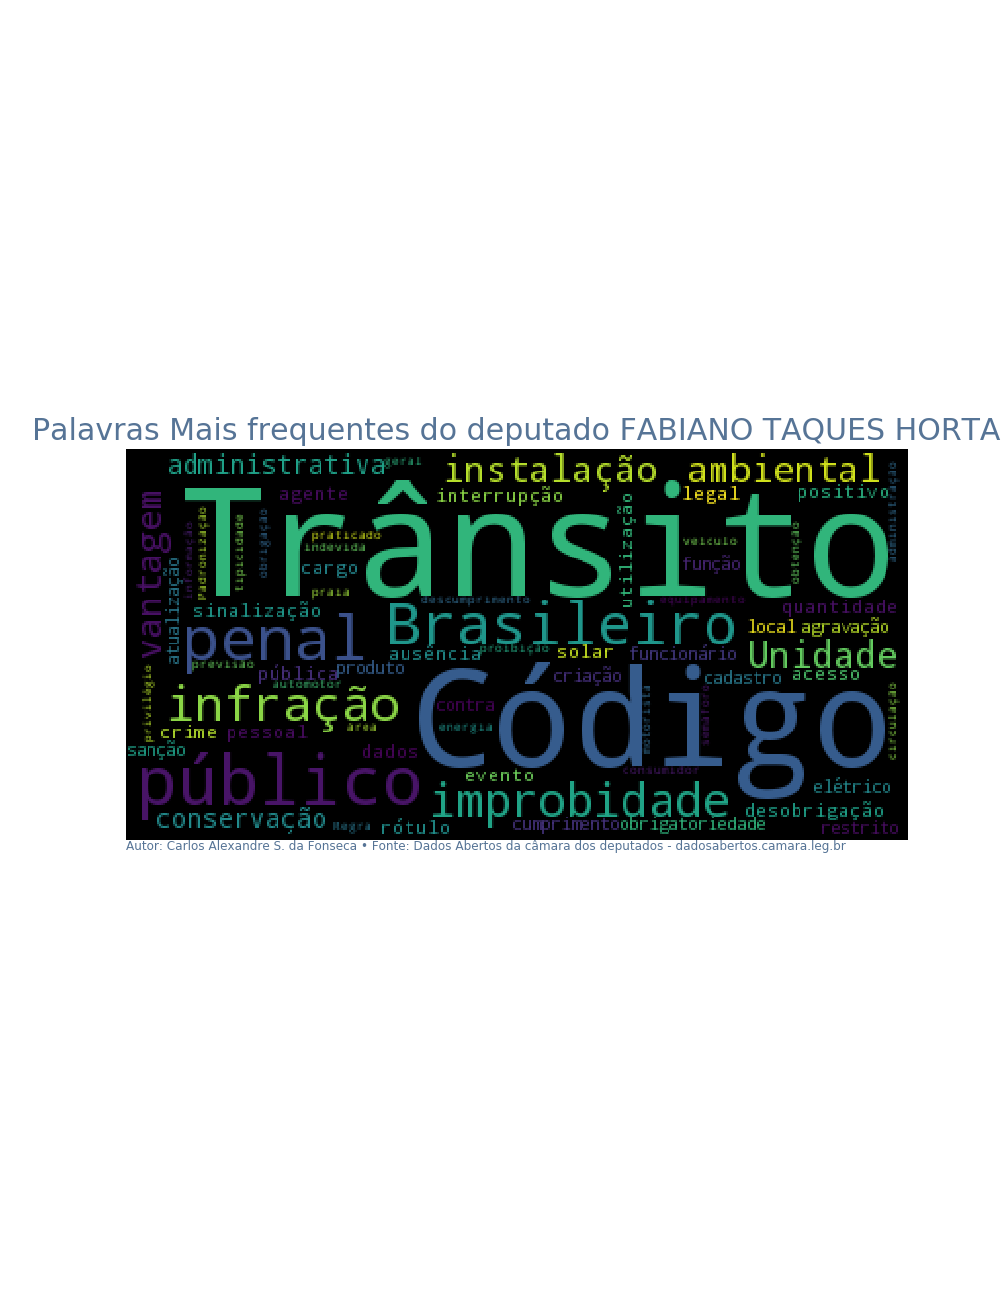 Palavras Mais frequentes do deputado FABIANO TAQUES HORTA
administrativa
geral
instalação
ambiental
agente
interrupção
legal
positivo
administração
vantagem
informação
Padronização
tipicidade
obrigação
Trânsito
utilização
praticado
indevida
veículo
obtenção
cargo
função
praia
atualização
descumprimento
equipamento
quantidade
sinalização
penal
Brasileiro
local
agravação
ausência
proibição
solar
funcionário
Unidade
previsão
pública
produto
criação
cadastro
acesso
privilégio
automotor
infração
Código
contra
motorista
semáforo
circulação
crime
pessoal
área
energia
sanção
dados
público
evento
consumidor
improbidade
elétrico
desobrigação
conservação
Regra
rótulo
cumprimento
obrigatoriedade
restrito
Autor: Carlos Alexandre S. da Fonseca • Fonte: Dados Abertos da câmara dos deputados - dadosabertos.camara.leg.br